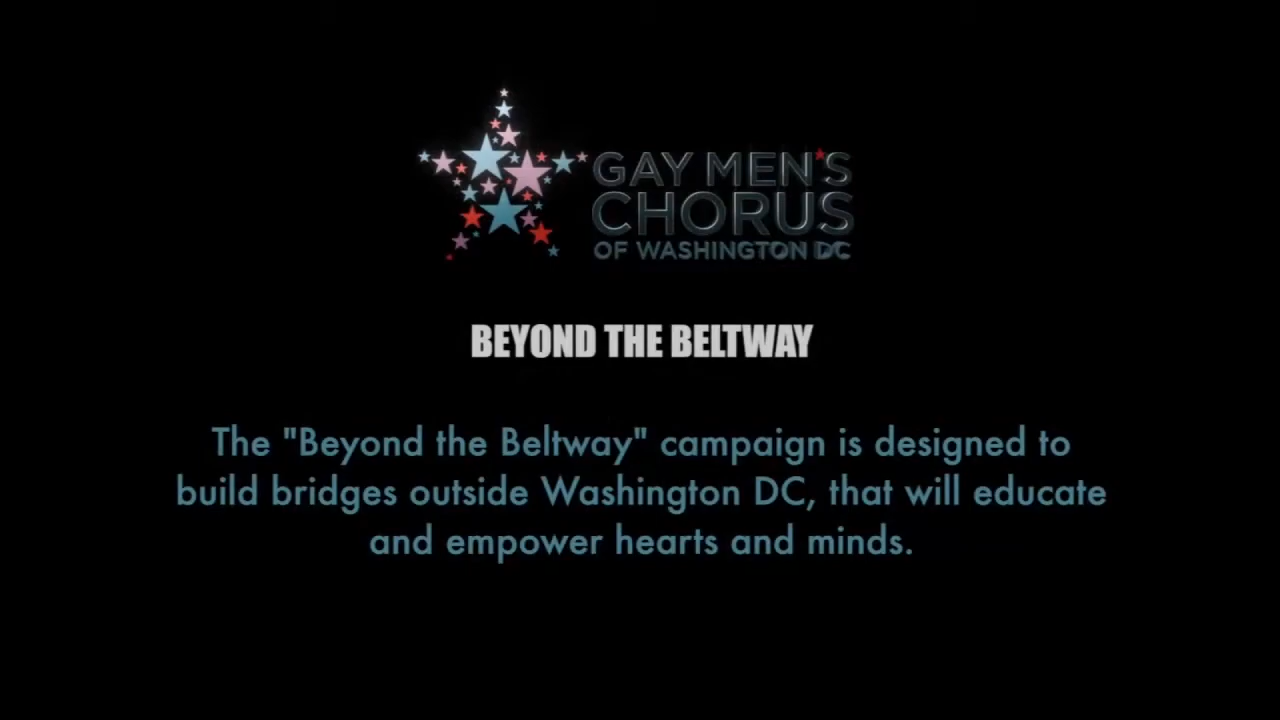 GAY MEN'S
CHORUS
OF WASHINGTON DC
BEYOND THE BELTWAY
The "Beyond the Beltway" campaign is designed to
build bridges outside Washington DC, that will educate
and empower hearts and minds.